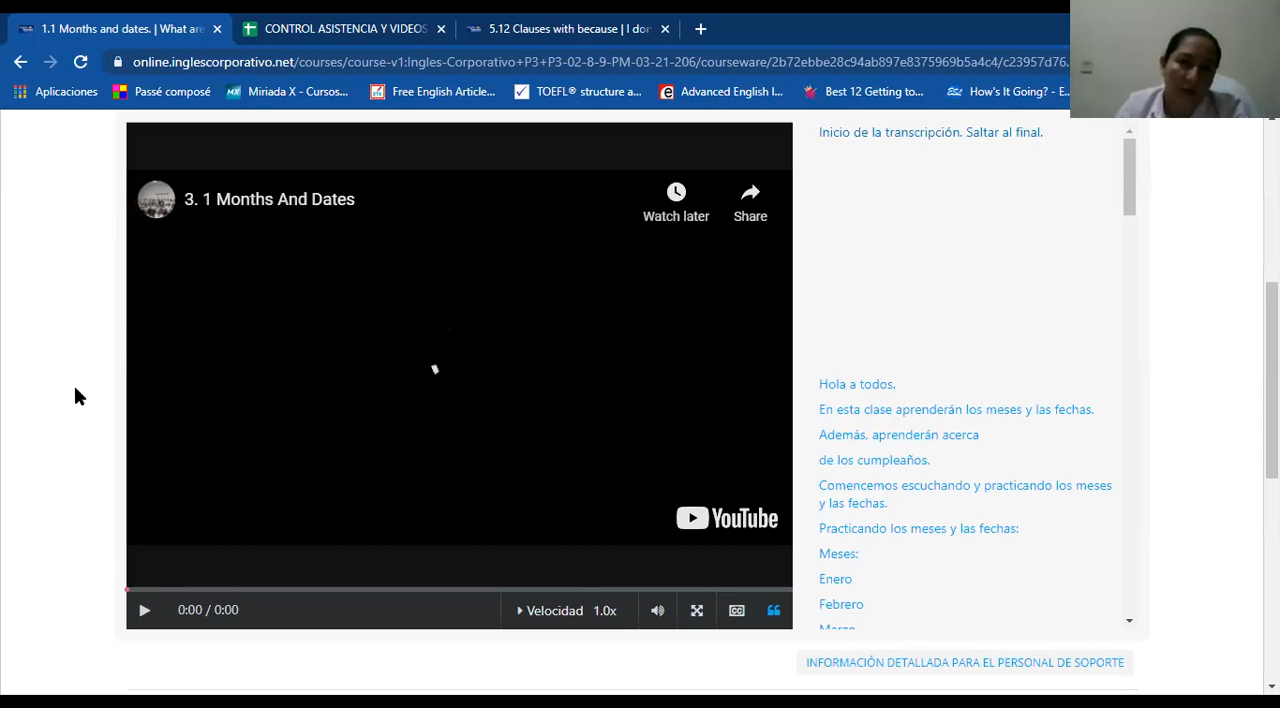 1.1 Months and dates. | What are
CONTROL ASISTENCIA Y VIDEOS
5.12 Clauses with because | I don
online.inglescorporativo.net/courses/course-v1:Ingles-Corporativo+P3+P3-02-8-9-PM-03-21-206/courseware/2b72ebbe28c94ab897e8375969b5a4c4/c23957d76.
Aplicaciones
Passé composé
Miriada X - Cursos...
Free English Article...
TOEFL® structure a...
Advanced English l...
Best 12 Getting to...
How's It Going? - E...
3. 1 Months And Dates
Watch later
Share
YouTube
0:00 / 0:00
Velocidad 1.0x
Inicio de la transcripción. Saltar al final.
Hola a todos.
En esta clase aprenderán los meses y las fechas.
Además, aprenderán acerca
de los cumpleaños.
Comencemos escuchando y practicando los meses
y las fechas.
Practicando los meses y las fechas:
Meses:
Enero
Febrero
Marzo
INFORMACIÓN DETALLADA PARA EL PERSONAL DE SOPORTE